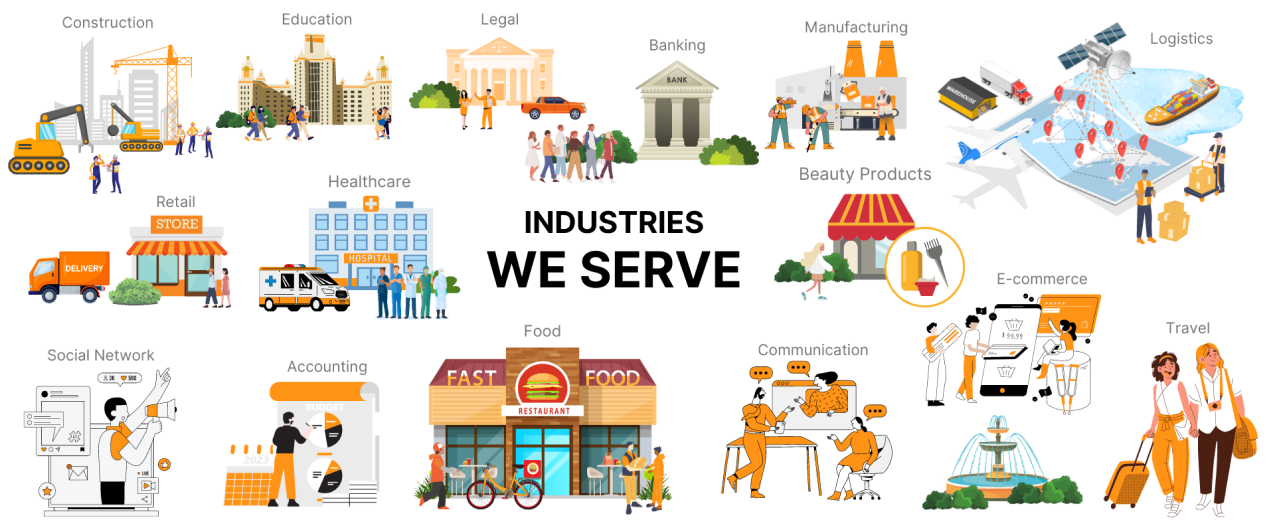 Construction
Education
Legal
Banking
BANK
Manufacturing
Logistics
WAREHOUSE
Retail
STORE
DELIVERY
Healthcare
HOSPITAL
INDUSTRIES
WE SERVE
Beauty Products
E-commerce
$ 99,99
Social Network
3K
500
#
LIVE
Accounting
BUDGET
2023
Food
FAST FOOD
RESTAURANT
Communication
Travel